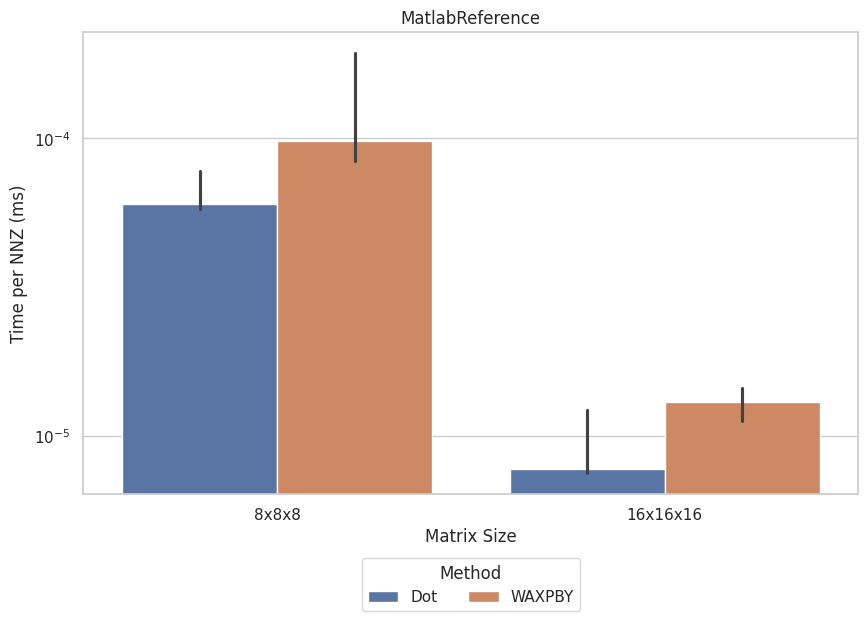 MatlabReference
Time per NNZ (ms)
10⁻⁴
10⁻⁵
8x8x8
16x16x16
Matrix Size
Method
Dot
WAXPBY